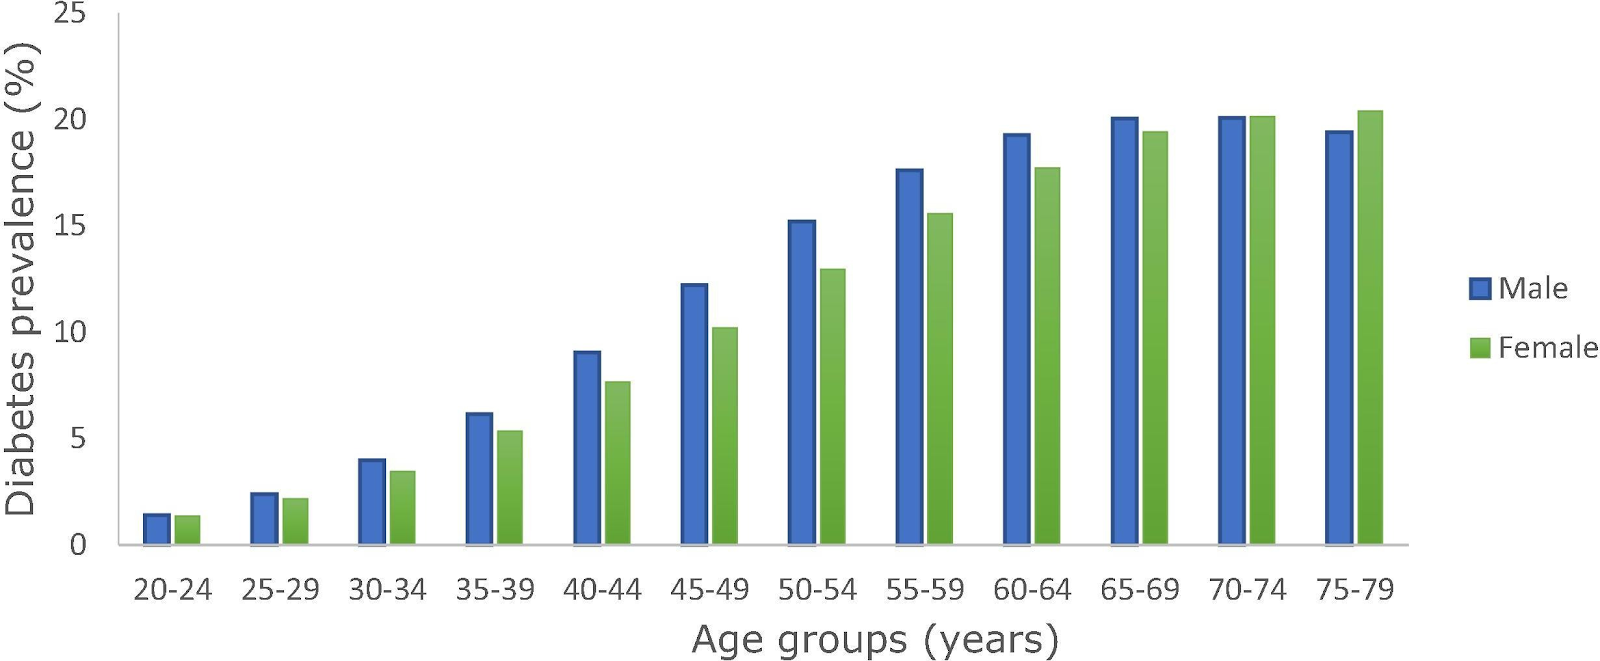 Diabetes prevalence (%)
25
20
15
10
5
0
20-24 25-29 30-34 35-39 40-44 45-49 50-54 55-59 60-64 65-69 70-74 75-79
Age groups (years)
Male
Female